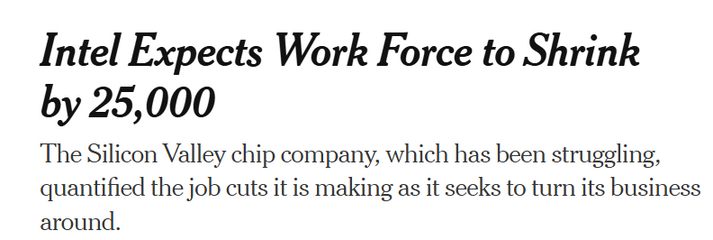 Intel Expects Work Force to Shrink
by 25,000
The Silicon Valley chip company, which has been struggling,
quantified the job cuts it is making as it seeks to turn its business
around.